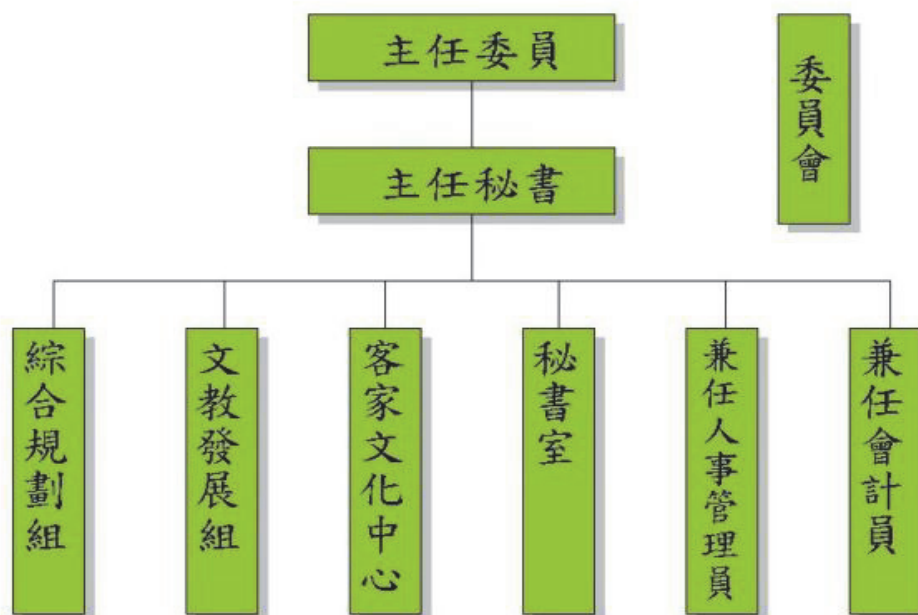 主任委員
委員會
主任秘書
綜合規劃組
文教發展組
客家文化中心
秘書室
兼任人事管理員
兼任會計員